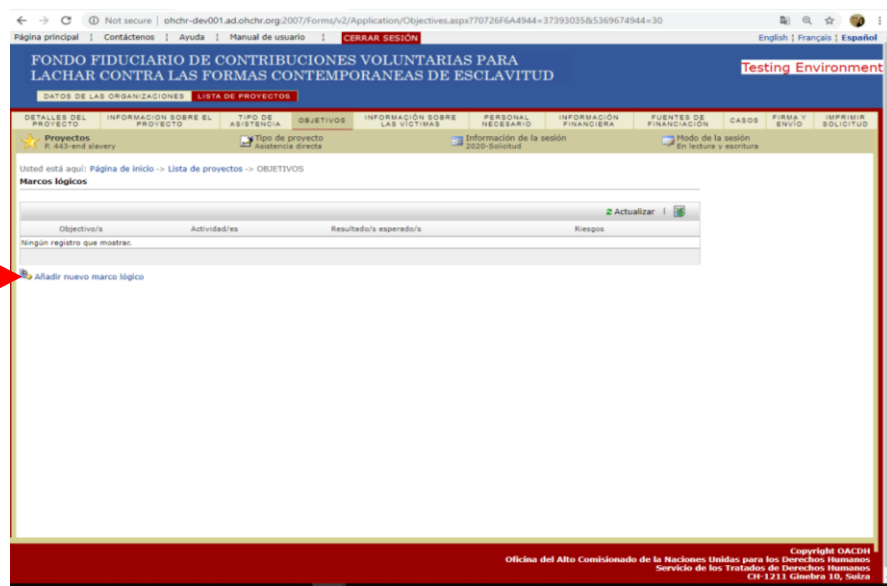 Not secure | ohchr-dev001.ad.ohchr.org:2007/Forms/v2/Application/Objectives.aspx?70726F6A4944=37393035&5369674944=30
Página principal ¦ Contáctenos ¦ Ayuda ¦ Manual de usuario ¦ CERRAR SESIÓN English ¦ Français ¦ Español
FONDO FIDUCIARIO DE CONTRIBUCIONES VOLUNTARIAS PARA
LACHAR CONTRA LAS FORMAS CONTEMPORANEAS DE ESCLAVITUD
Testing Environment
DATOS DE LAS ORGANIZACIONES LISTA DE PROYECTOS
DETALLES DEL PROYECTO INFORMACION SOBRE EL PROYECTO TIPO DE ASISTENCIA OBJETIVOS INFORMACIÓN SOBRE LAS VÍCTIMAS PERSONAL NECESARIO INFORMACIÓN FINANCIERA FUENTES DE FINANCIACIÓN CASOS FIRMA Y ENVÍO IMPRIMIR SOLICITUD
Proyectos Tipo de proyecto Información de la sesión Modo de la sesión
P. 443-end slavery Asistencia directa 2020-Solicitud En lectura y escritura
Usted está aquí: Página de inicio -> Lista de proyectos -> OBJETIVOS
Marcos lógicos
Actualizar |
Objectivo/s Actividad/es Resultado/s esperado/s Riesgos
Ningún registro que mostrar.
Añadir nuevo marco lógico
Copyright OACDH
Oficina del Alto Comisionado de la Naciones Unidas para los Derechos Humanos
Servicio de los Tratados de Derechos Humanos
CH-1211 Ginebra 10, Suiza